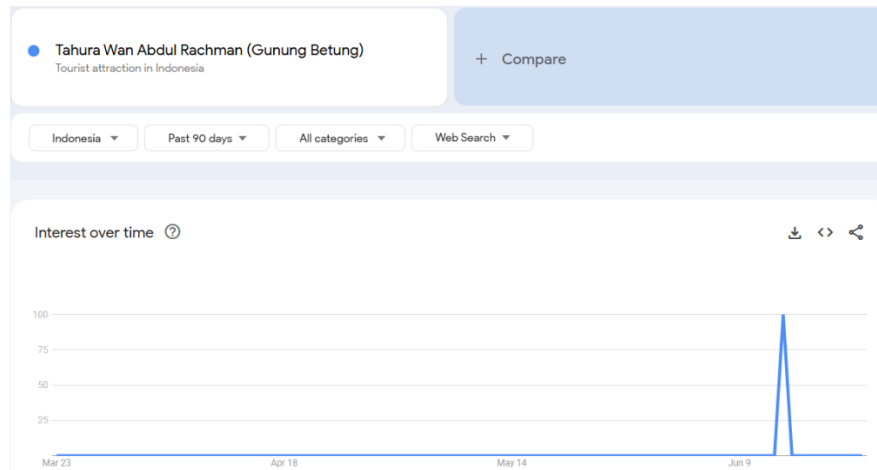 Tahura Wan Abdul Rachman (Gunung Betung)
Tourist attraction in Indonesia
+ Compare
Indonesia
Past 90 days
All categories
Web Search
Interest over time
100
75
50
25
Mar 23
Apr 18
May 14
Jun 9